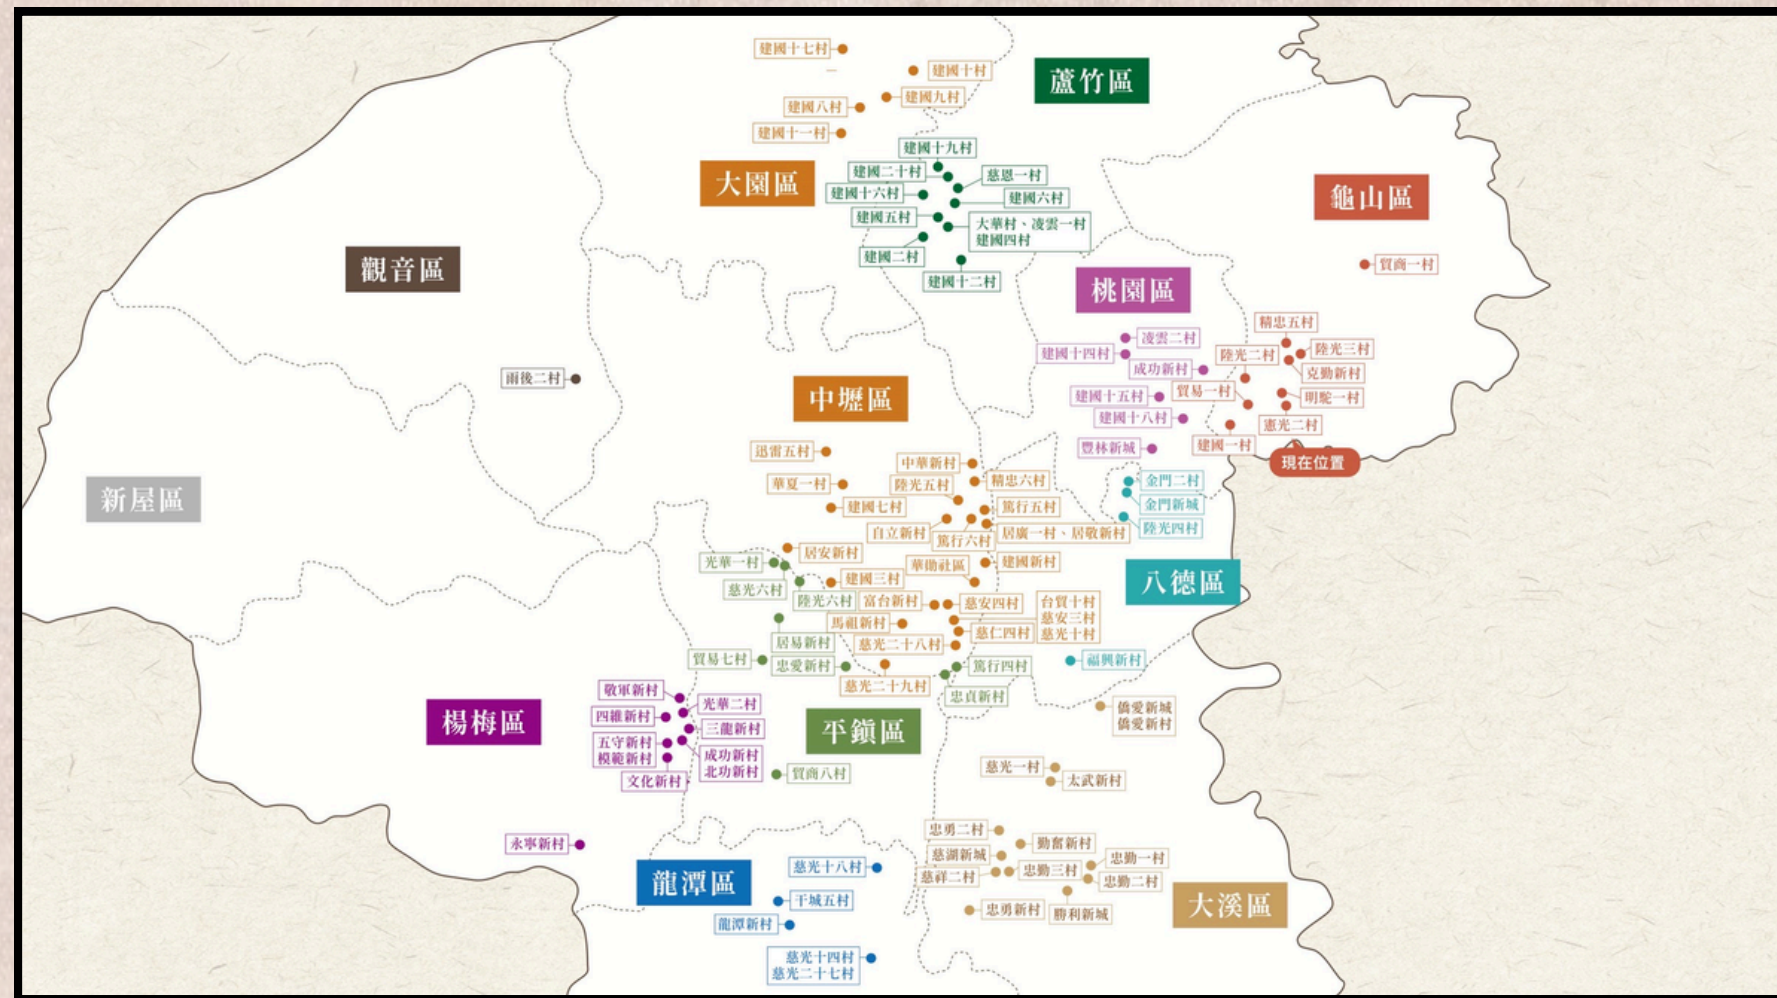 建國十七村
建國十村
建國九村
建國八村
建國十一村
蘆竹區
大園區
建國十九村
建國二十村
慈恩一村
建國十六村
建國六村
建國五村
大華村、凌雲一村
建國四村
建國二村
建國十二村
龜山區
貿商一村
觀音區
雨後二村
桃園區
凌雲二村
建國十四村
成功新村
建國十五村
建國十八村
豐林新城
精忠五村
陸光二村
陸光三村
克勤新村
貿易一村
明駝一村
憲光二村
建國一村
現在位置
中壢區
迅雷五村
中華新村
華夏一村
陸光五村
精忠六村
建國七村
篤行五村
自立新村
篤行六村
居廣一村、居敬新村
居安新村
華勛社區
建國新村
建國三村
富台新村
慈安四村
台貿十村
慈安三村
慈光十村
馬祖新村
慈仁四村
慈光二十八村
慈光二十九村
新屋區
金門二村
金門新城
陸光四村
八德區
福興新村
光華一村
慈光六村
陸光六村
居易新村
貿易七村
忠愛新村
篤行四村
忠貞新村
平鎮區
貿商八村
楊梅區
敬軍新村
光華二村
四維新村
三龍新村
五守新村
模範新村
成功新村
北功新村
文化新村
永寧新村
僑愛新城
僑愛新村
慈光一村
太武新村
忠勇二村
勤奮新村
慈湖新城
忠勤一村
慈祥二村
忠勤三村
忠勤二村
忠勇新村
勝利新城
大溪區
龍潭區
慈光十八村
干城五村
龍潭新村
慈光十四村
慈光二十七村